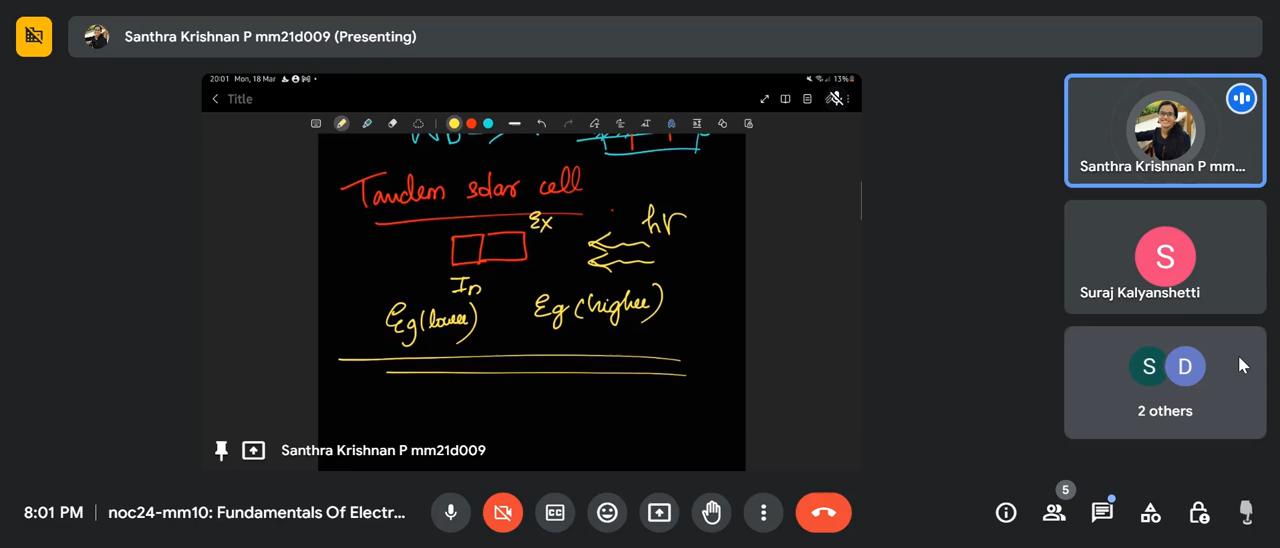 Santhra Krishnan P mm21d009 (Presenting)
20:01 Mon, 18 Mar
13%
Title
Tandem solar cell
Ex
hν
In
Eg (lower)
Eg (higher)
Santhra Krishnan P mm21d009
Santhra Krishnan P mm...
S
Suraj Kalyanshetti
S D
2 others
8:01 PM
noc24-mm10: Fundamentals Of Electr...
5